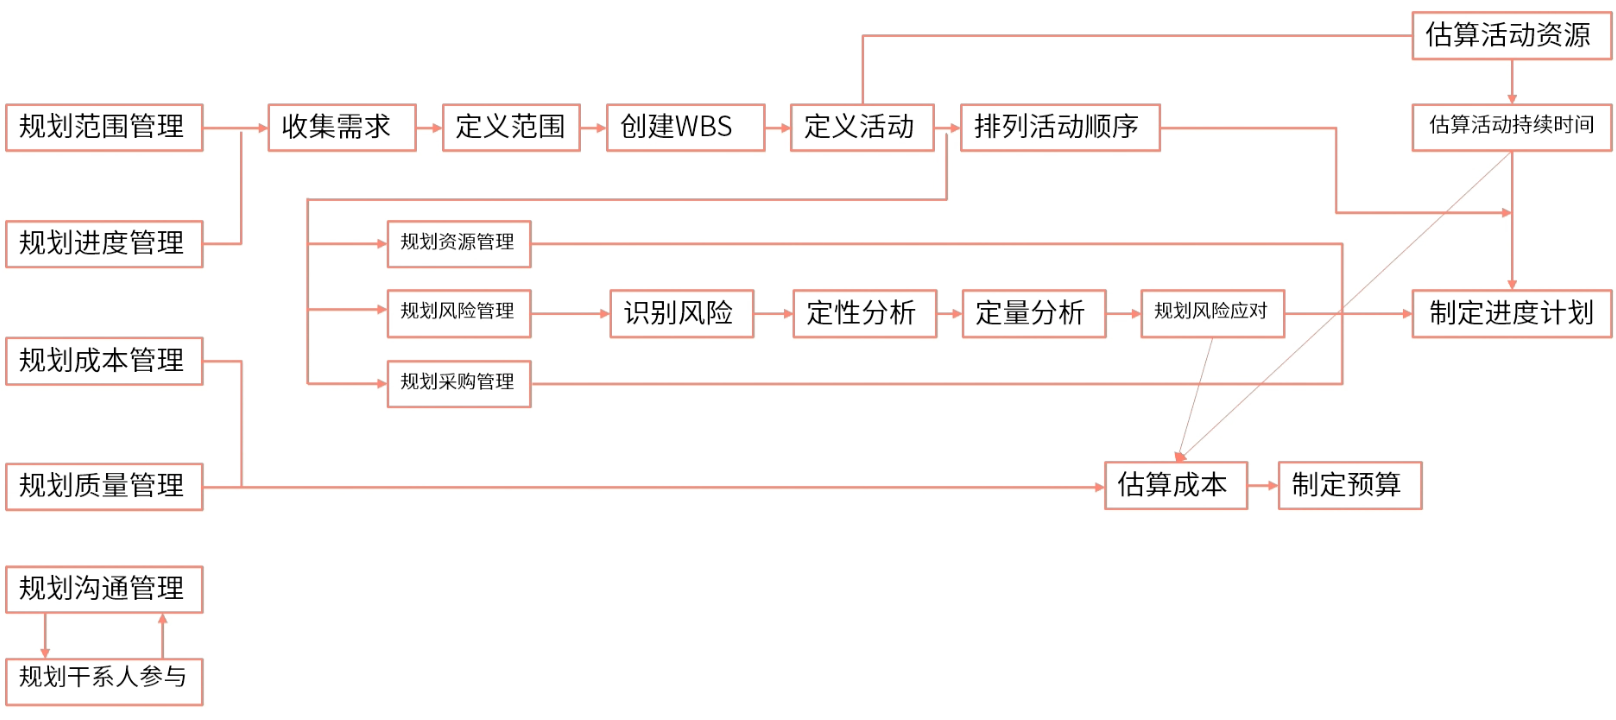 估算活动资源
规划范围管理
收集需求
定义范围
创建WBS
定义活动
排列活动顺序
估算活动持续时间
规划进度管理
规划资源管理
规划风险管理
识别风险
定性分析
定量分析
规划风险应对
制定进度计划
规划成本管理
规划采购管理
规划质量管理
估算成本
制定预算
规划沟通管理
规划干系人参与